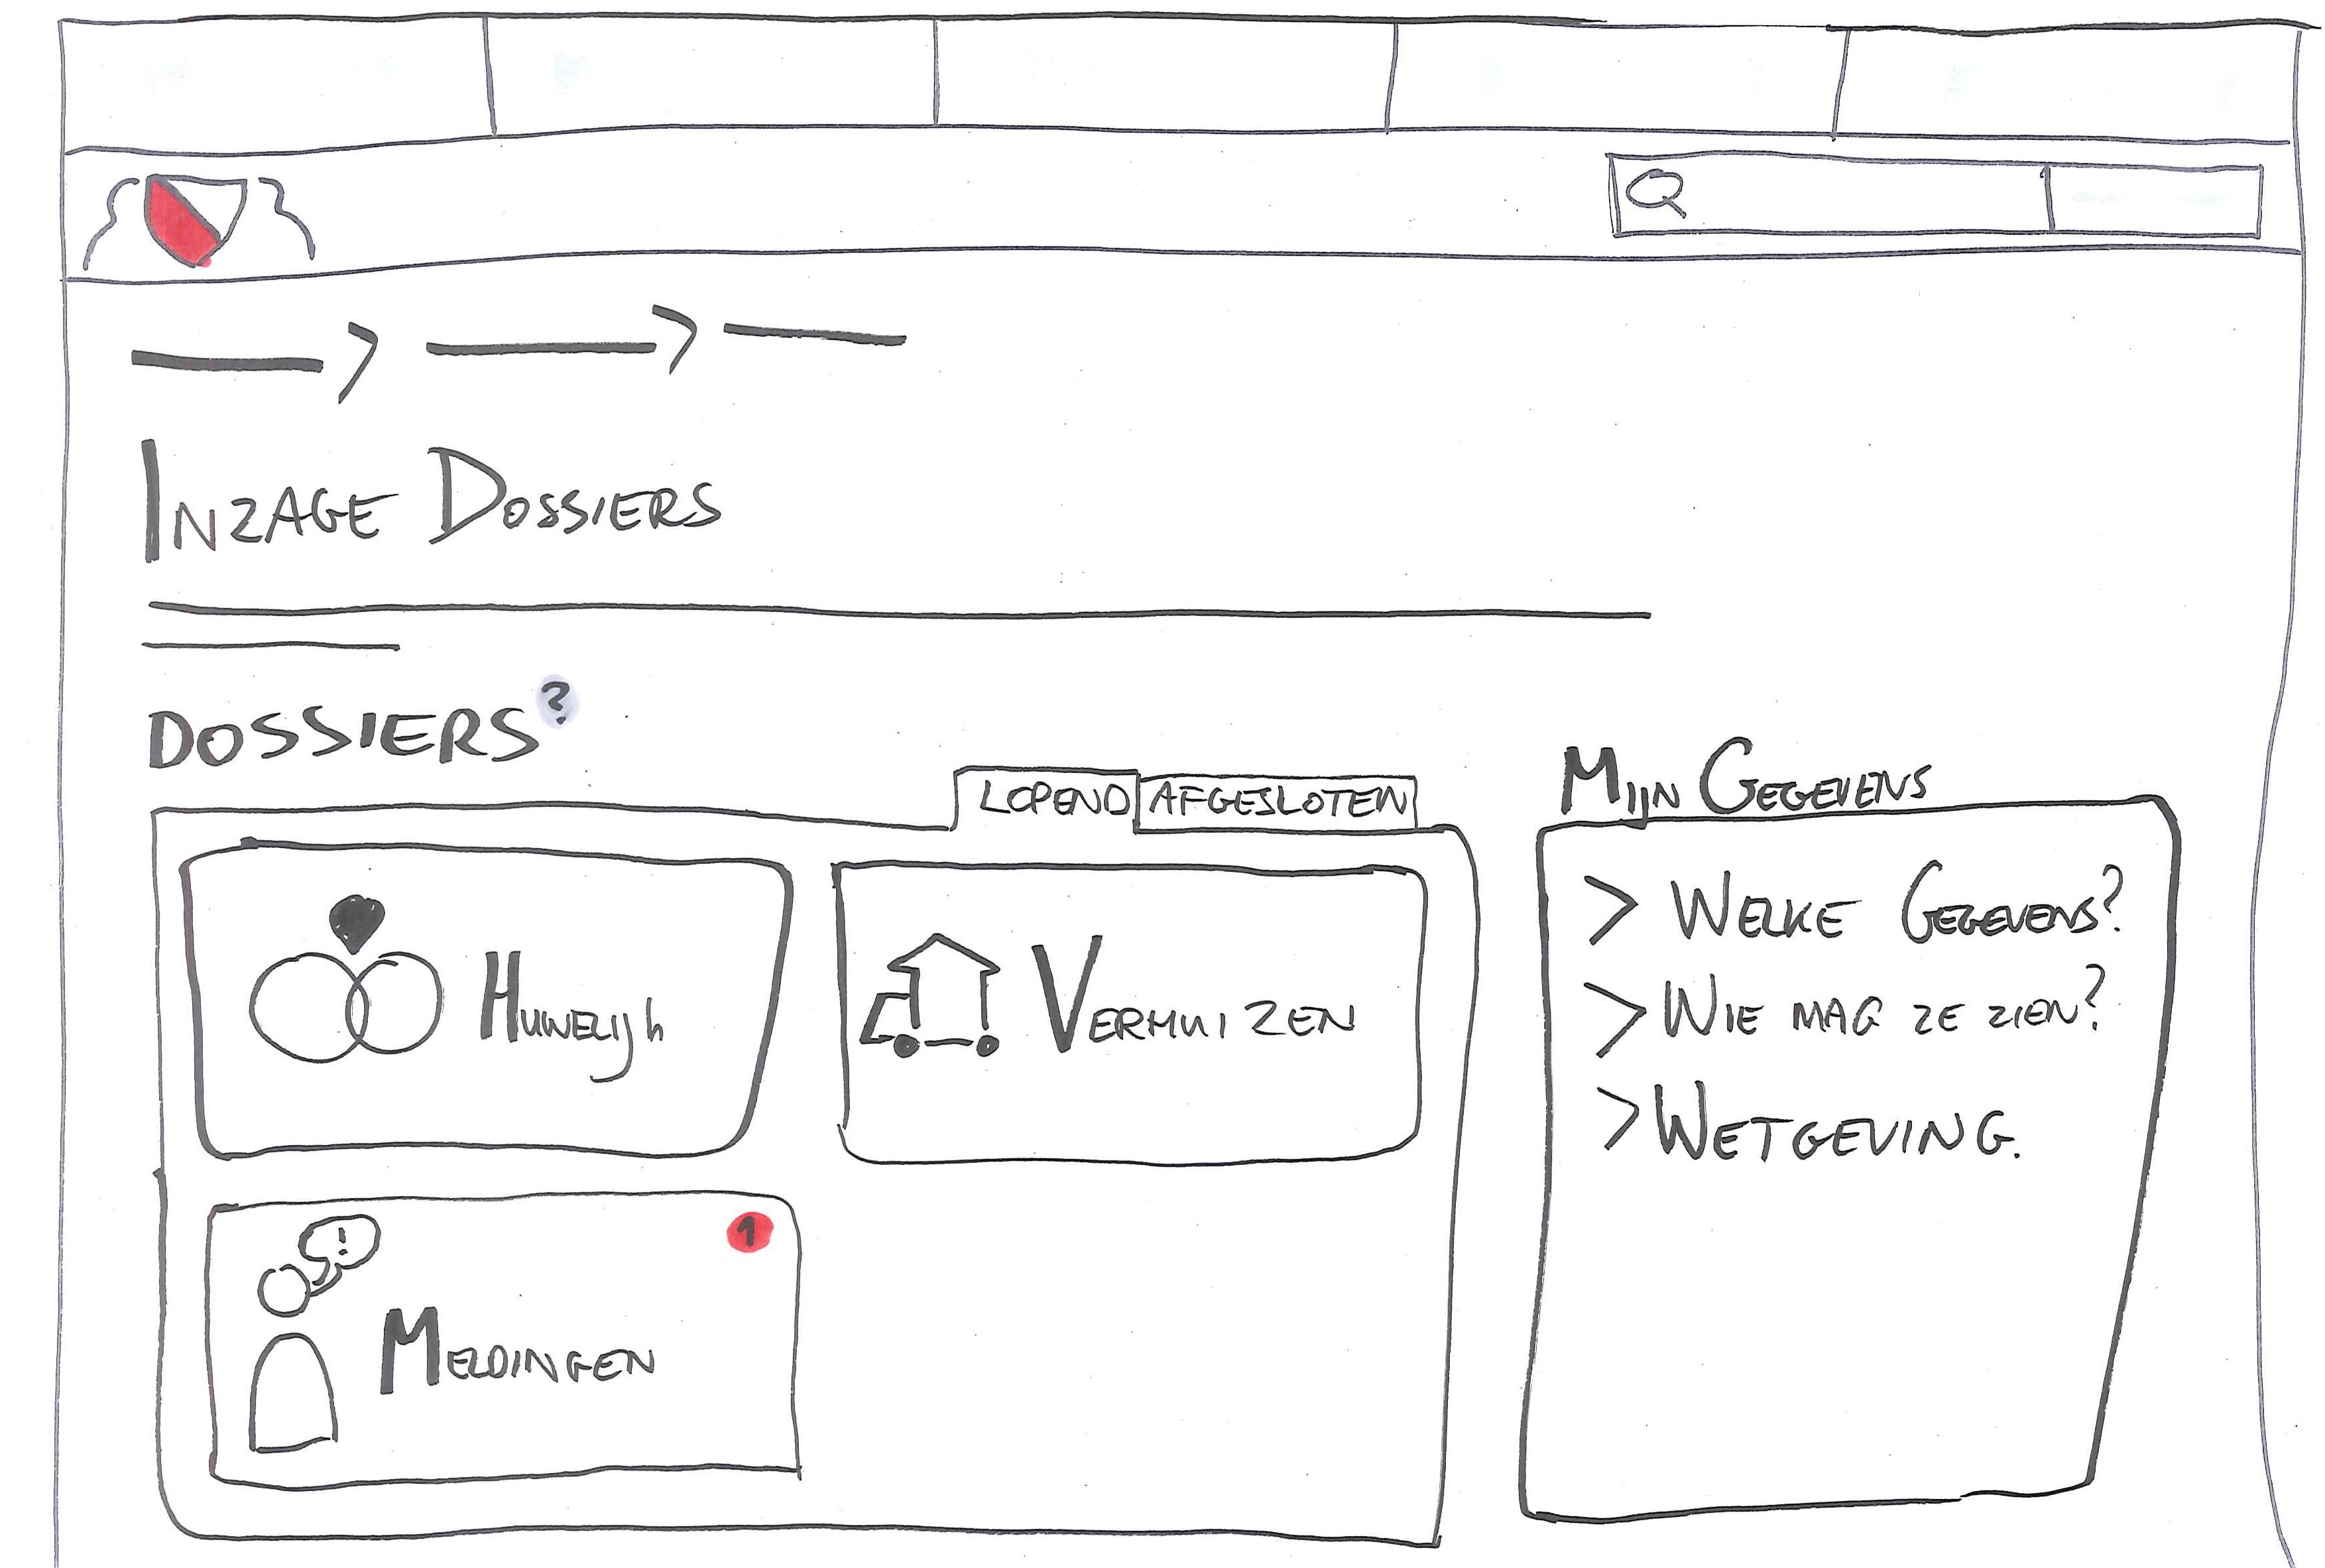 INZAGE DOSSIERS
DOSSIERS?
LOPEND AFGESLOTEN
MIJN GEGEVENS
HUWELIJK
VERHUIZEN
1
!
MELDINGEN
> WELKE GEGEVENS?
> WIE MAG ZE ZIEN?
> WETGEVING.